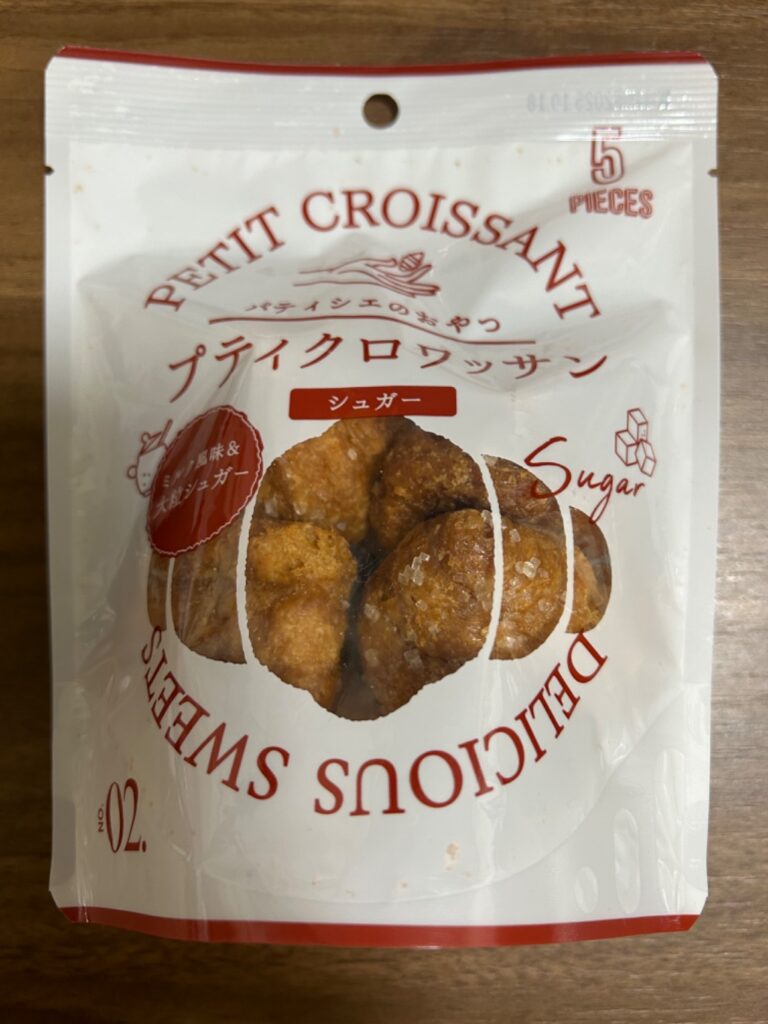 5
PIECES
PETIT CROISSANT
パティシエのおやつ
プティクロワッサン
シュガー
ミルク風味&
大粒シュガー
Sugar
DELICIOUS SWEETS
NO. 02.